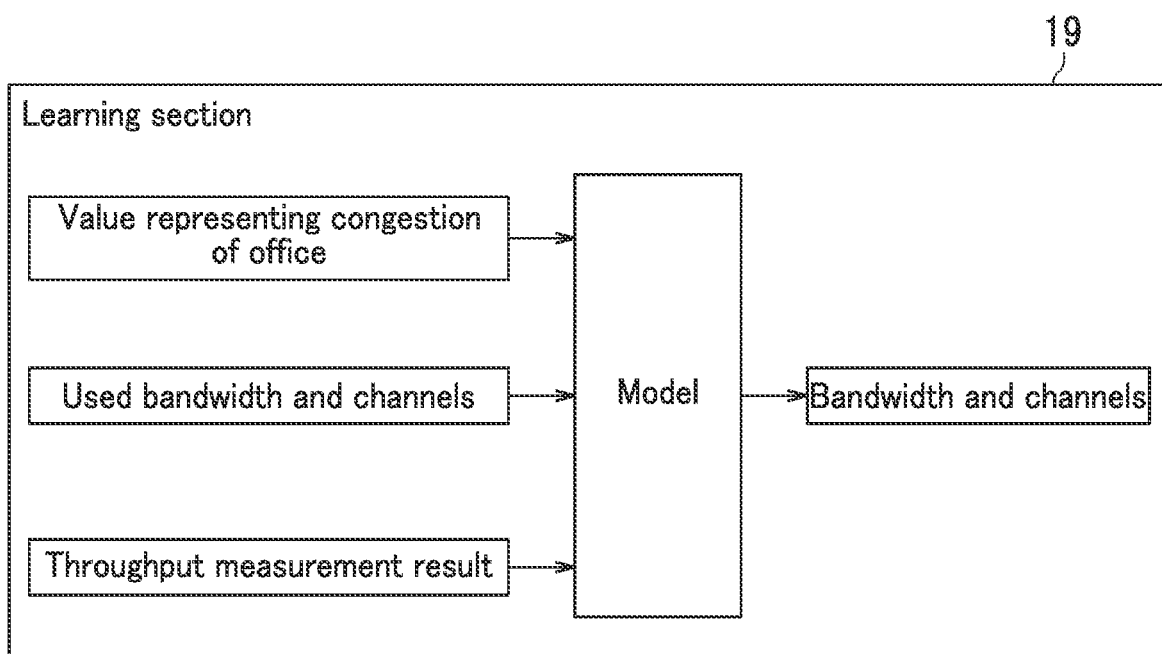 19
Learning section
Value representing congestion
of office
Used bandwidth and channels
Model
Bandwidth and channels
Throughput measurement result